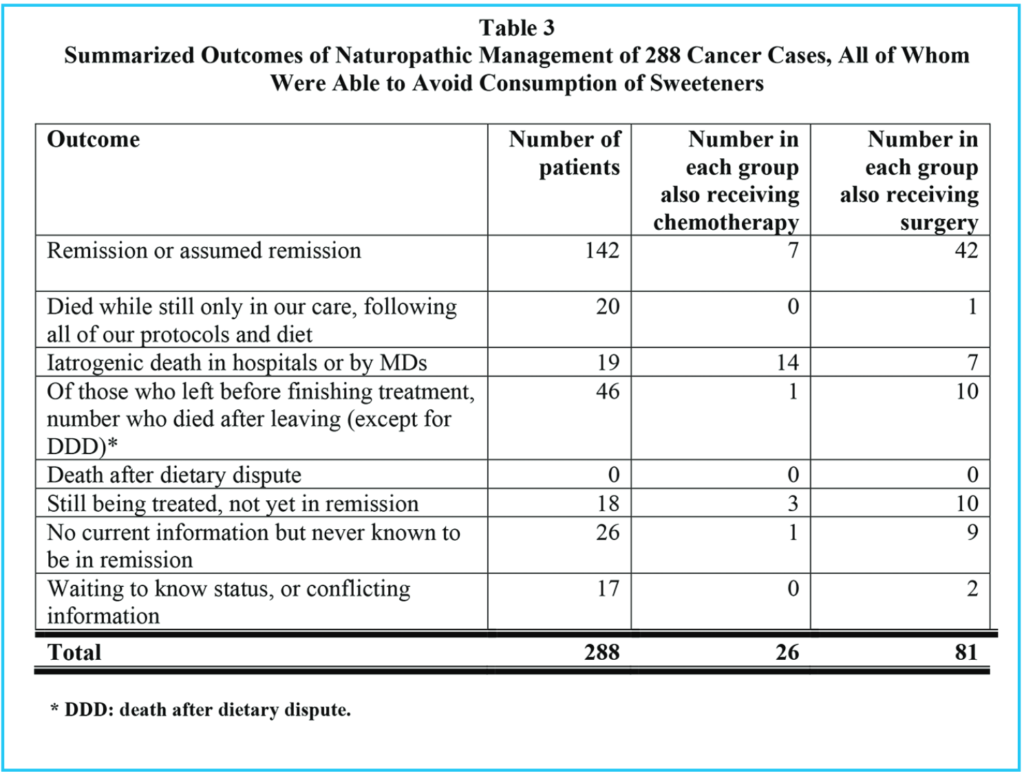 Table 3
Summarized Outcomes of Naturopathic Management of 288 Cancer Cases, All of Whom
Were Able to Avoid Consumption of Sweeteners
Outcome Number of patients Number in each group also receiving chemotherapy Number in each group also receiving surgery
Remission or assumed remission 142 7 42
Died while still only in our care, following 20 0 1
all of our protocols and diet
Iatrogenic death in hospitals or by MDs 19 14 7
Of those who left before finishing treatment, 46 1 10
number who died after leaving (except for
DDD)*
Death after dietary dispute 0 0 0
Still being treated, not yet in remission 18 3 10
No current information but never known to 26 1 9
be in remission
Waiting to know status, or conflicting 17 0 2
information
Total 288 26 81
* DDD: death after dietary dispute.